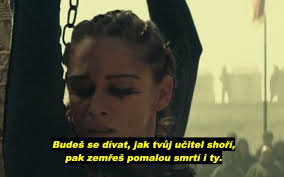 Budeš se dívat, jak tvůj učitel shoří,
pak zemřeš pomalou smrtí i ty.